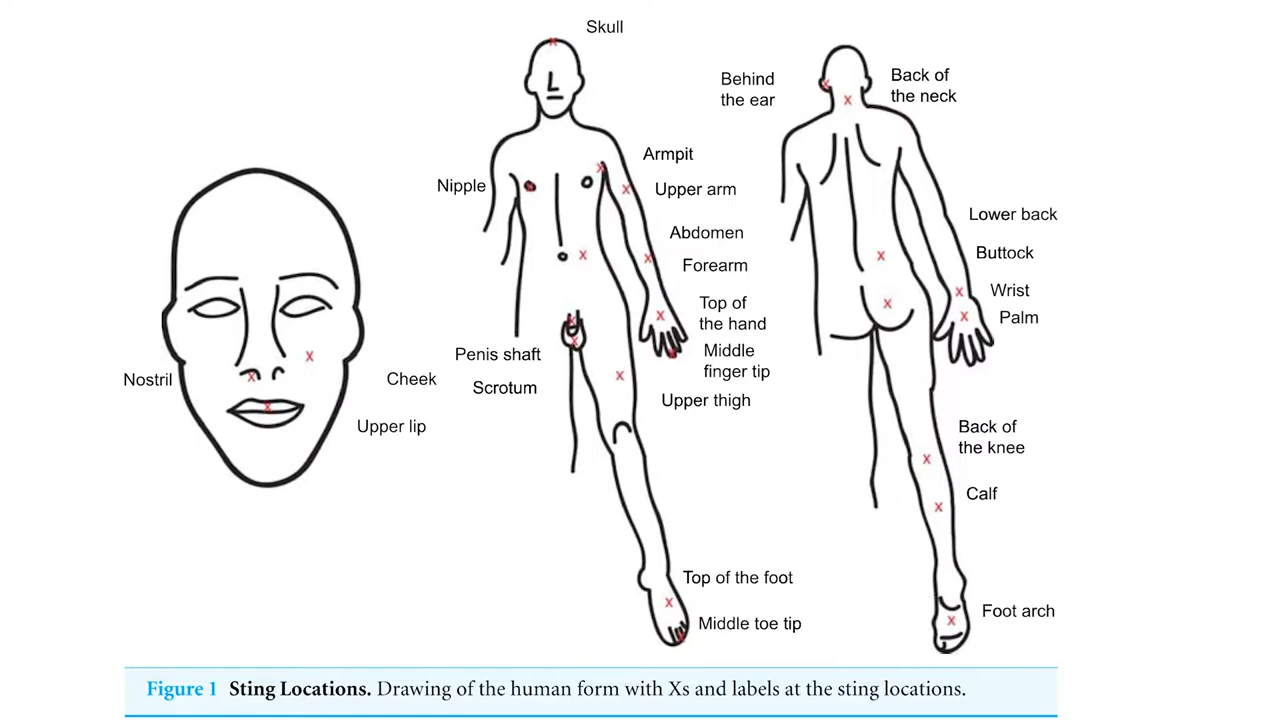 Skull
Behind
the ear
Back of
the neck
Armpit
Nipple
Upper arm
Lower back
Abdomen
Buttock
Forearm
Wrist
Top of
the hand
Palm
Penis shaft
Middle
finger tip
Nostril
Cheek
Scrotum
Upper thigh
Upper lip
Back of
the knee
Calf
Top of the foot
Foot arch
Middle toe tip
Figure 1 Sting Locations. Drawing of the human form with Xs and labels at the sting locations.